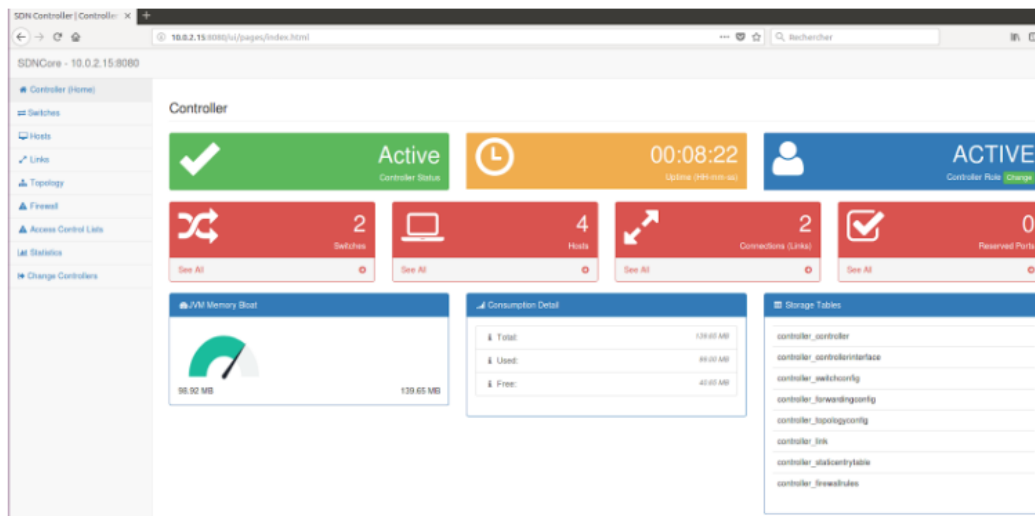 SDN Controller | Controller
10.0.2.15:8080/ui/pages/index.html
Rechercher
SDNCore - 10.0.2.15:8080
Controller (Home)
Switches
Hosts
Links
Topology
Firewall
Access Control Lists
Statistics
Change Controllers
Controller
Active
Controller Status
00:08:22
Uptime (HH-mm-ss)
ACTIVE
Controller Role Change
2
Switches
See All
4
Hosts
See All
2
Connections (Links)
See All
0
Reserved Ports
See All
JVM Memory Bloat
98.92 MB
139.65 MB
Consumption Detail
Total:
Used:
Free:
Storage Tables
controller_controller
controller_controllerinterface
controller_switchconfig
controller_forwardingconfig
controller_topologyconfig
controller_link
controller_staticentrytable
controller_firewallrules